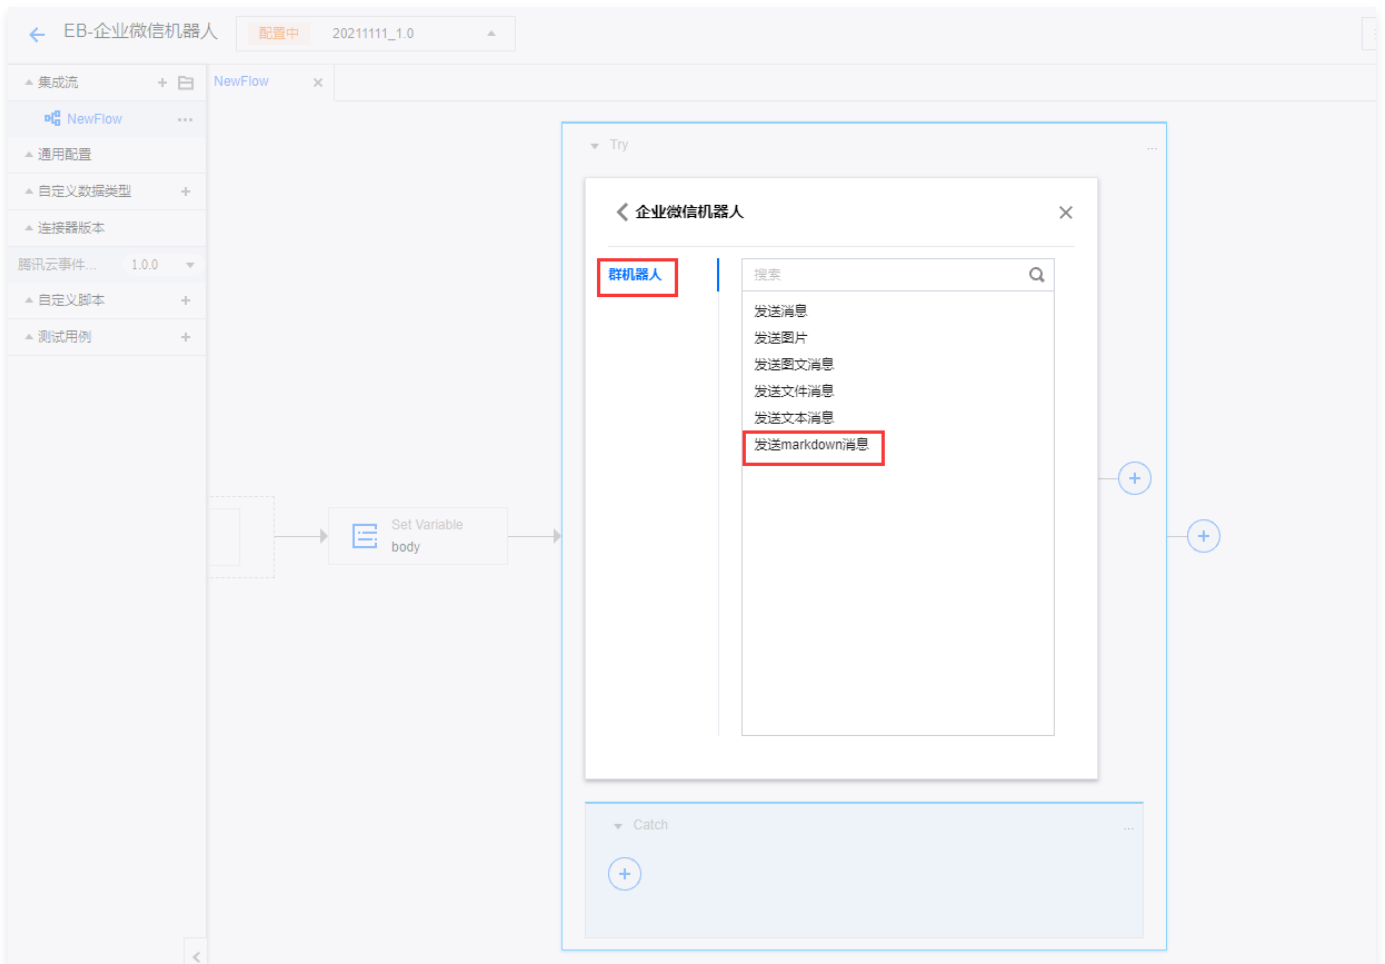 EB-企业微信机器人
配置中 20211111_1.0
集成流
NewFlow
NewFlow
通用配置
自定义数据类型
连接器版本
腾讯云事件... 1.0.0
自定义脚本
测试用例
Try
企业微信机器人
群机器人
搜索
发送消息
发送图片
发送图文消息
发送文件消息
发送文本消息
发送markdown消息
Set Variable
body
Catch